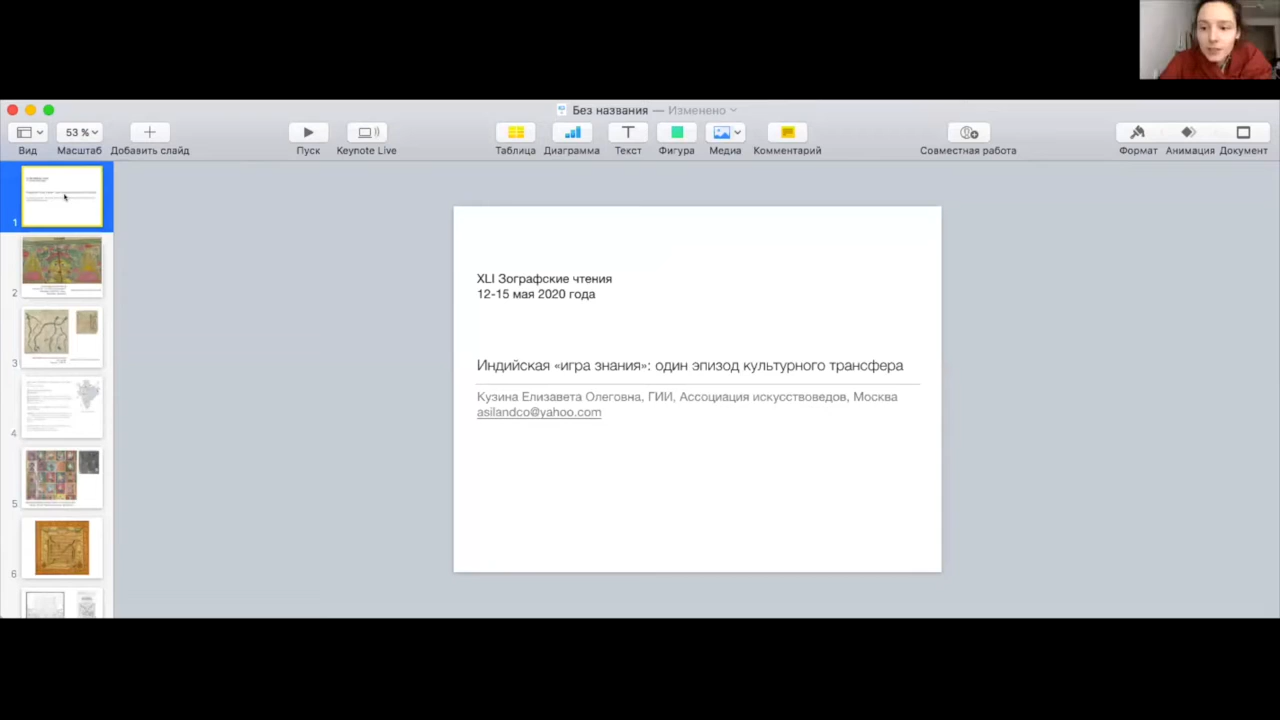 Без названия — Изменено
53 %
Вид
Масштаб
Добавить слайд
Пуск
Keynote Live
Таблица
Диаграмма
Текст
Фигура
Медиа
Комментарий
Совместная работа
Формат
Анимация
Документ
1
2
3
4
5
6
XLI Зографские чтения
12-15 мая 2020 года
Индийская «игра знания»: один эпизод культурного трансфера
Кузина Елизавета Олеговна, ГИИ, Ассоциация искусствоведов, Москва
asilandco@yahoo.com